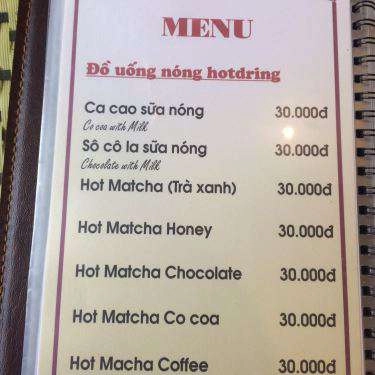 MENU
Đồ uống nóng hotdring
Ca cao sữa nóng 30.000đ
Co coa with Milk
Sô cô la sữa nóng 30.000đ
Chocolate with Milk
Hot Matcha (Trà xanh) 30.000đ
Hot Matcha Honey 30.000đ
Hot Matcha Chocolate 30.000đ
Hot Matcha Co coa 30.000đ
Hot Macha Coffee 30.000đ